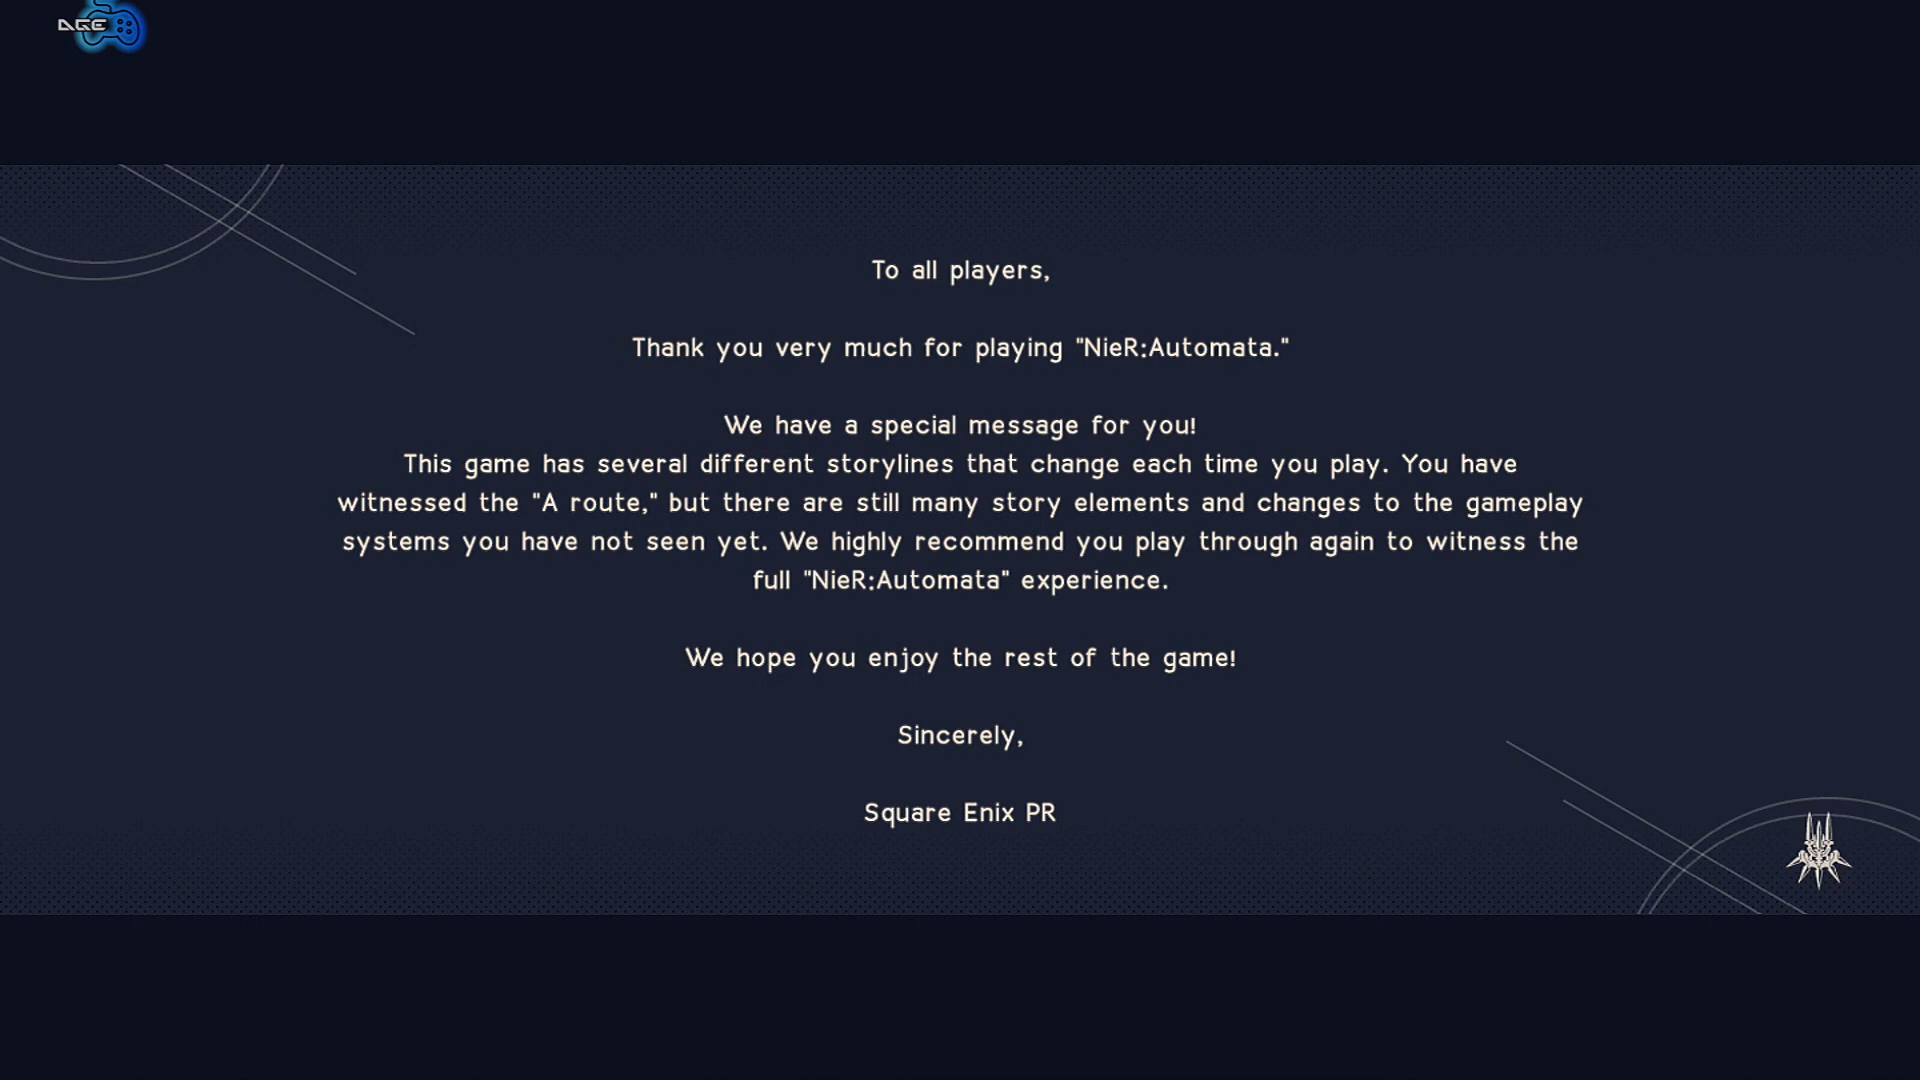 AGE
To all players,
Thank you very much for playing "NieR:Automata."
We have a special message for you!
This game has several different storylines that change each time you play. You have
witnessed the "A route," but there are still many story elements and changes to the gameplay
systems you have not seen yet. We highly recommend you play through again to witness the
full "NieR:Automata" experience.
We hope you enjoy the rest of the game!
Sincerely,
Square Enix PR